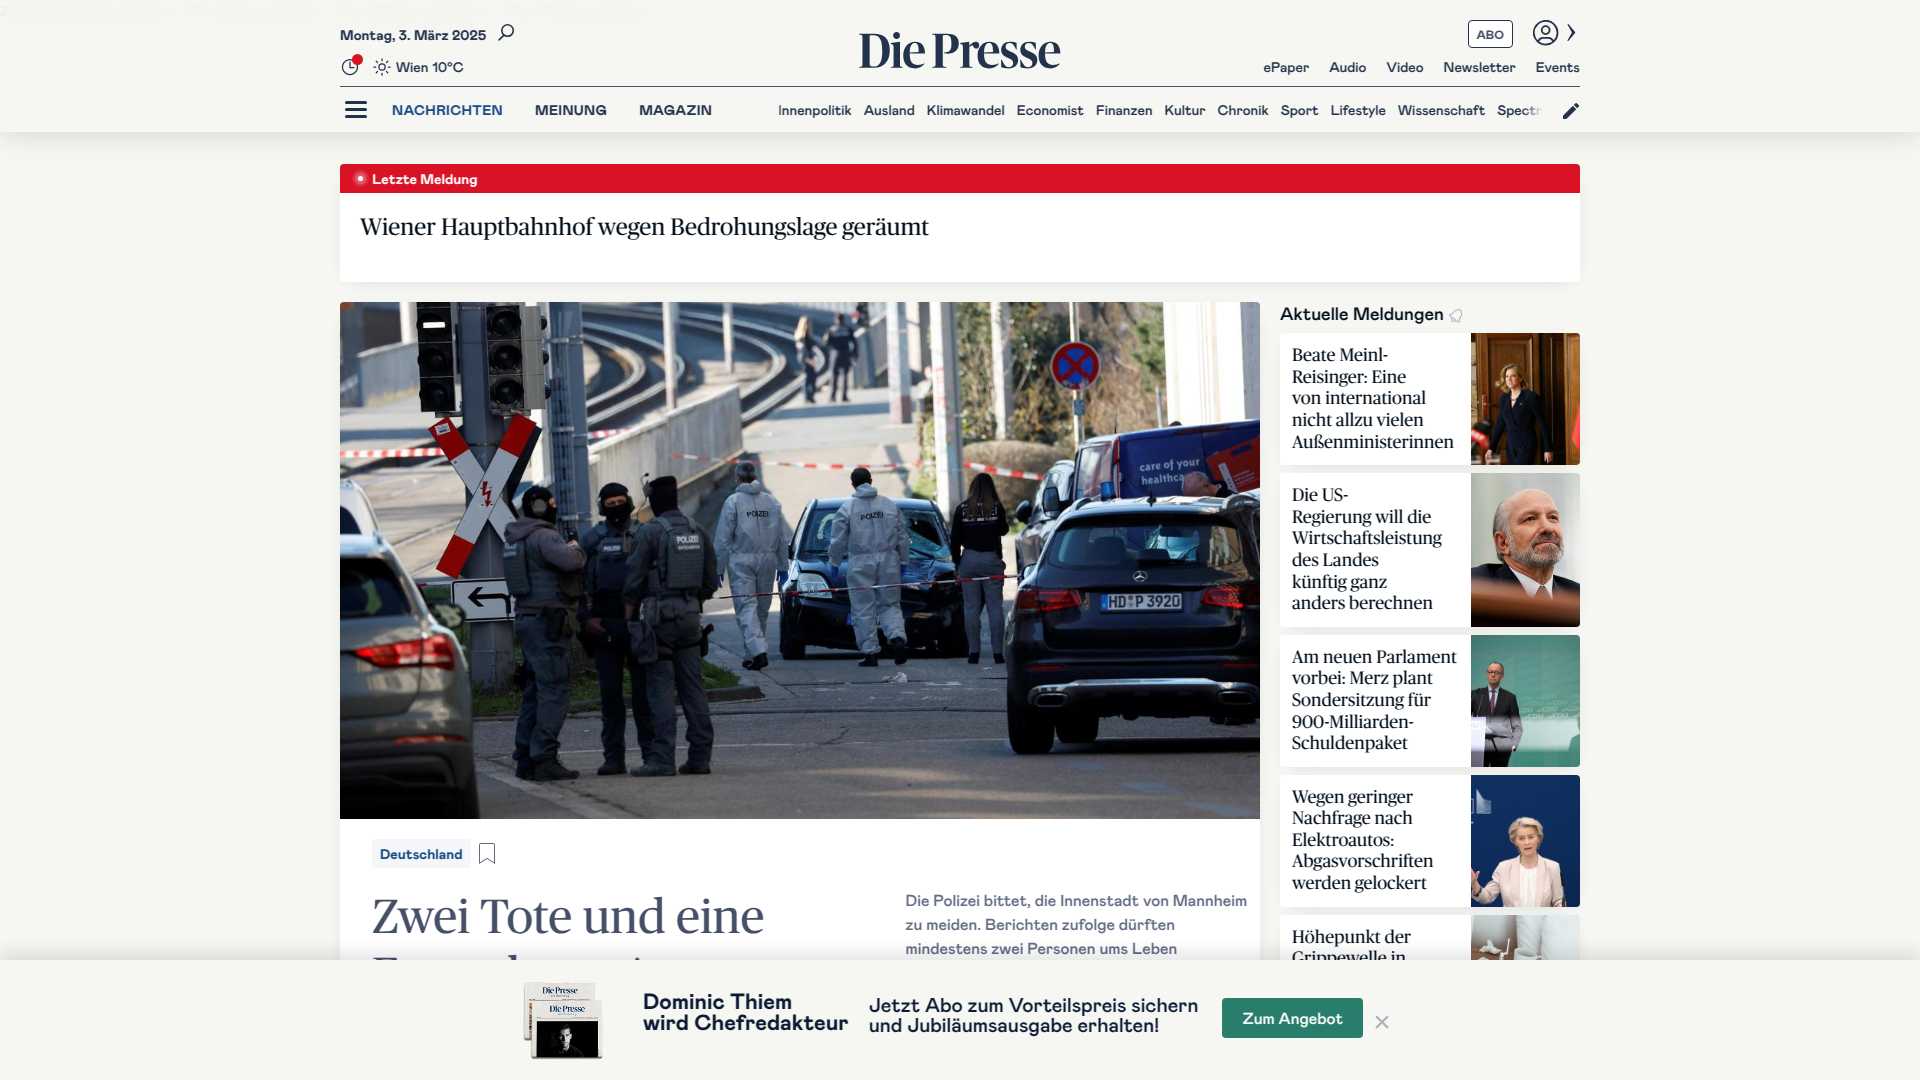 Montag, 3. März 2025
Die Presse
ABO
Wien 10°C
ePaper Audio Video Newsletter Events
NACHRICHTEN MEINUNG MAGAZIN
Innenpolitik Ausland Klimawandel Economist Finanzen Kultur Chronik Sport Lifestyle Wissenschaft Spectr
Letzte Meldung
Wiener Hauptbahnhof wegen Bedrohungslage geräumt
care of your
POLIZEI
POLIZEI
POLIZEI
HD P 3920
Deutschland
Zwei Tote und eine
Die Polizei bittet, die Innenstadt von Mannheim
zu meiden. Berichten zufolge dürften
mindestens zwei Personen ums Leben
Aktuelle Meldungen
Beate Meinl-
Reisinger: Eine
von international
nicht allzu vielen
Außenministerinnen
Die US-
Regierung will die
Wirtschaftsleistung
des Landes
künftig ganz
anders berechnen
Am neuen Parlament
vorbei: Merz plant
Sondersitzung für
900-Milliarden-
Schuldenpaket
Wegen geringer
Nachfrage nach
Elektroautos:
Abgasvorschriften
werden gelockert
Höhepunkt der
Grippewelle in
Die Presse
Die Presse
Dominic Thiem
wird Chefredakteur
Jetzt Abo zum Vorteilspreis sichern
und Jubiläumsausgabe erhalten!
Zum Angebot